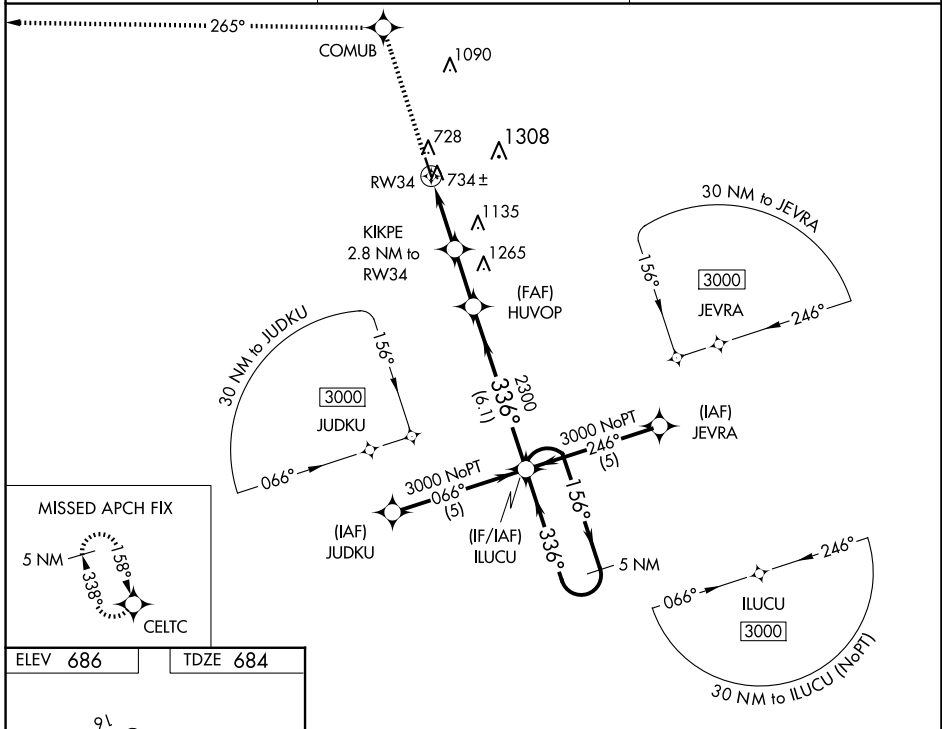 265°
COMUB
1090
728
1308
RW34
734 ±
1135
KIKPE
2.8 NM to
RW34
1265
(FAF)
HUVOP
30 NM to JEVRA
156°
3000
JEVRA
246°
30 NM to JUDKU
156°
3000
JUDKU
066°
336°
2300
(6.1)
(IAF)
JEVRA
3000 NoPT
246°
(5)
3000 NoPT
066°
(5)
(IAF)
JUDKU
(IF/IAF)
ILUCU
156°
336°
5 NM
246°
066°
ILUCU
3000
30 NM to ILUCU (NoPT)
MISSED APCH FIX
5 NM
158°
338°
CELTC
ELEV 686
TDZE 684
16